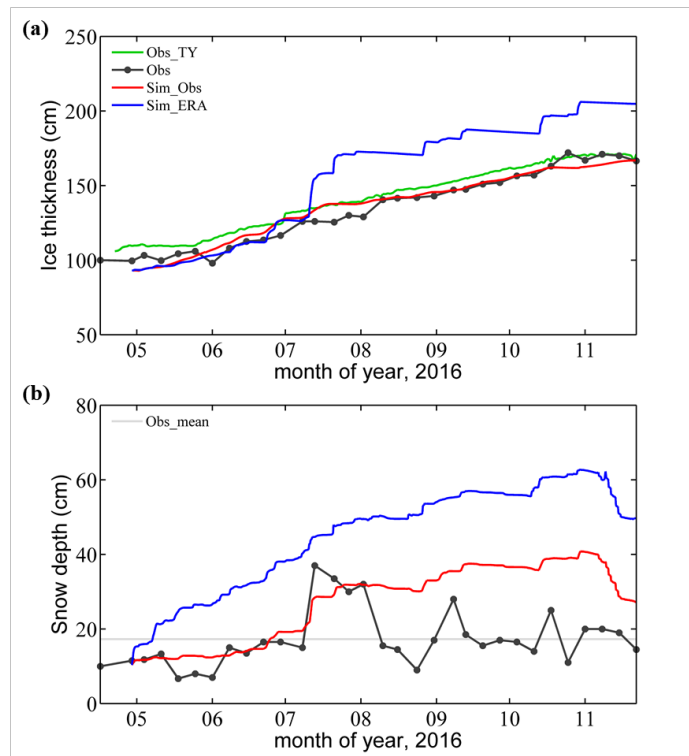 (a)
250
200
150
100
50
Ice thickness (cm)
Obs_TY
Obs
Sim_Obs
Sim_ERA
05 06 07 08 09 10 11
month of year, 2016
(b)
80
60
40
20
0
Snow depth (cm)
Obs_mean
05 06 07 08 09 10 11
month of year, 2016